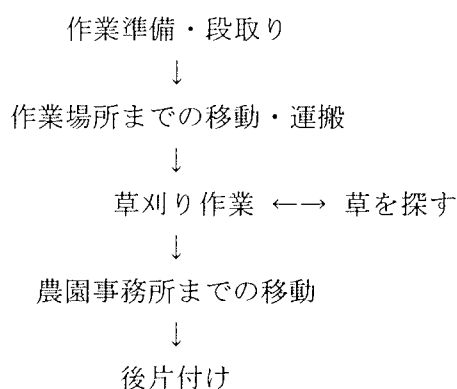 作業準備・段取り
↓
作業場所までの移動・運搬
↓
草刈り作業 ←→ 草を探す
↓
農園事務所までの移動
↓
後片付け